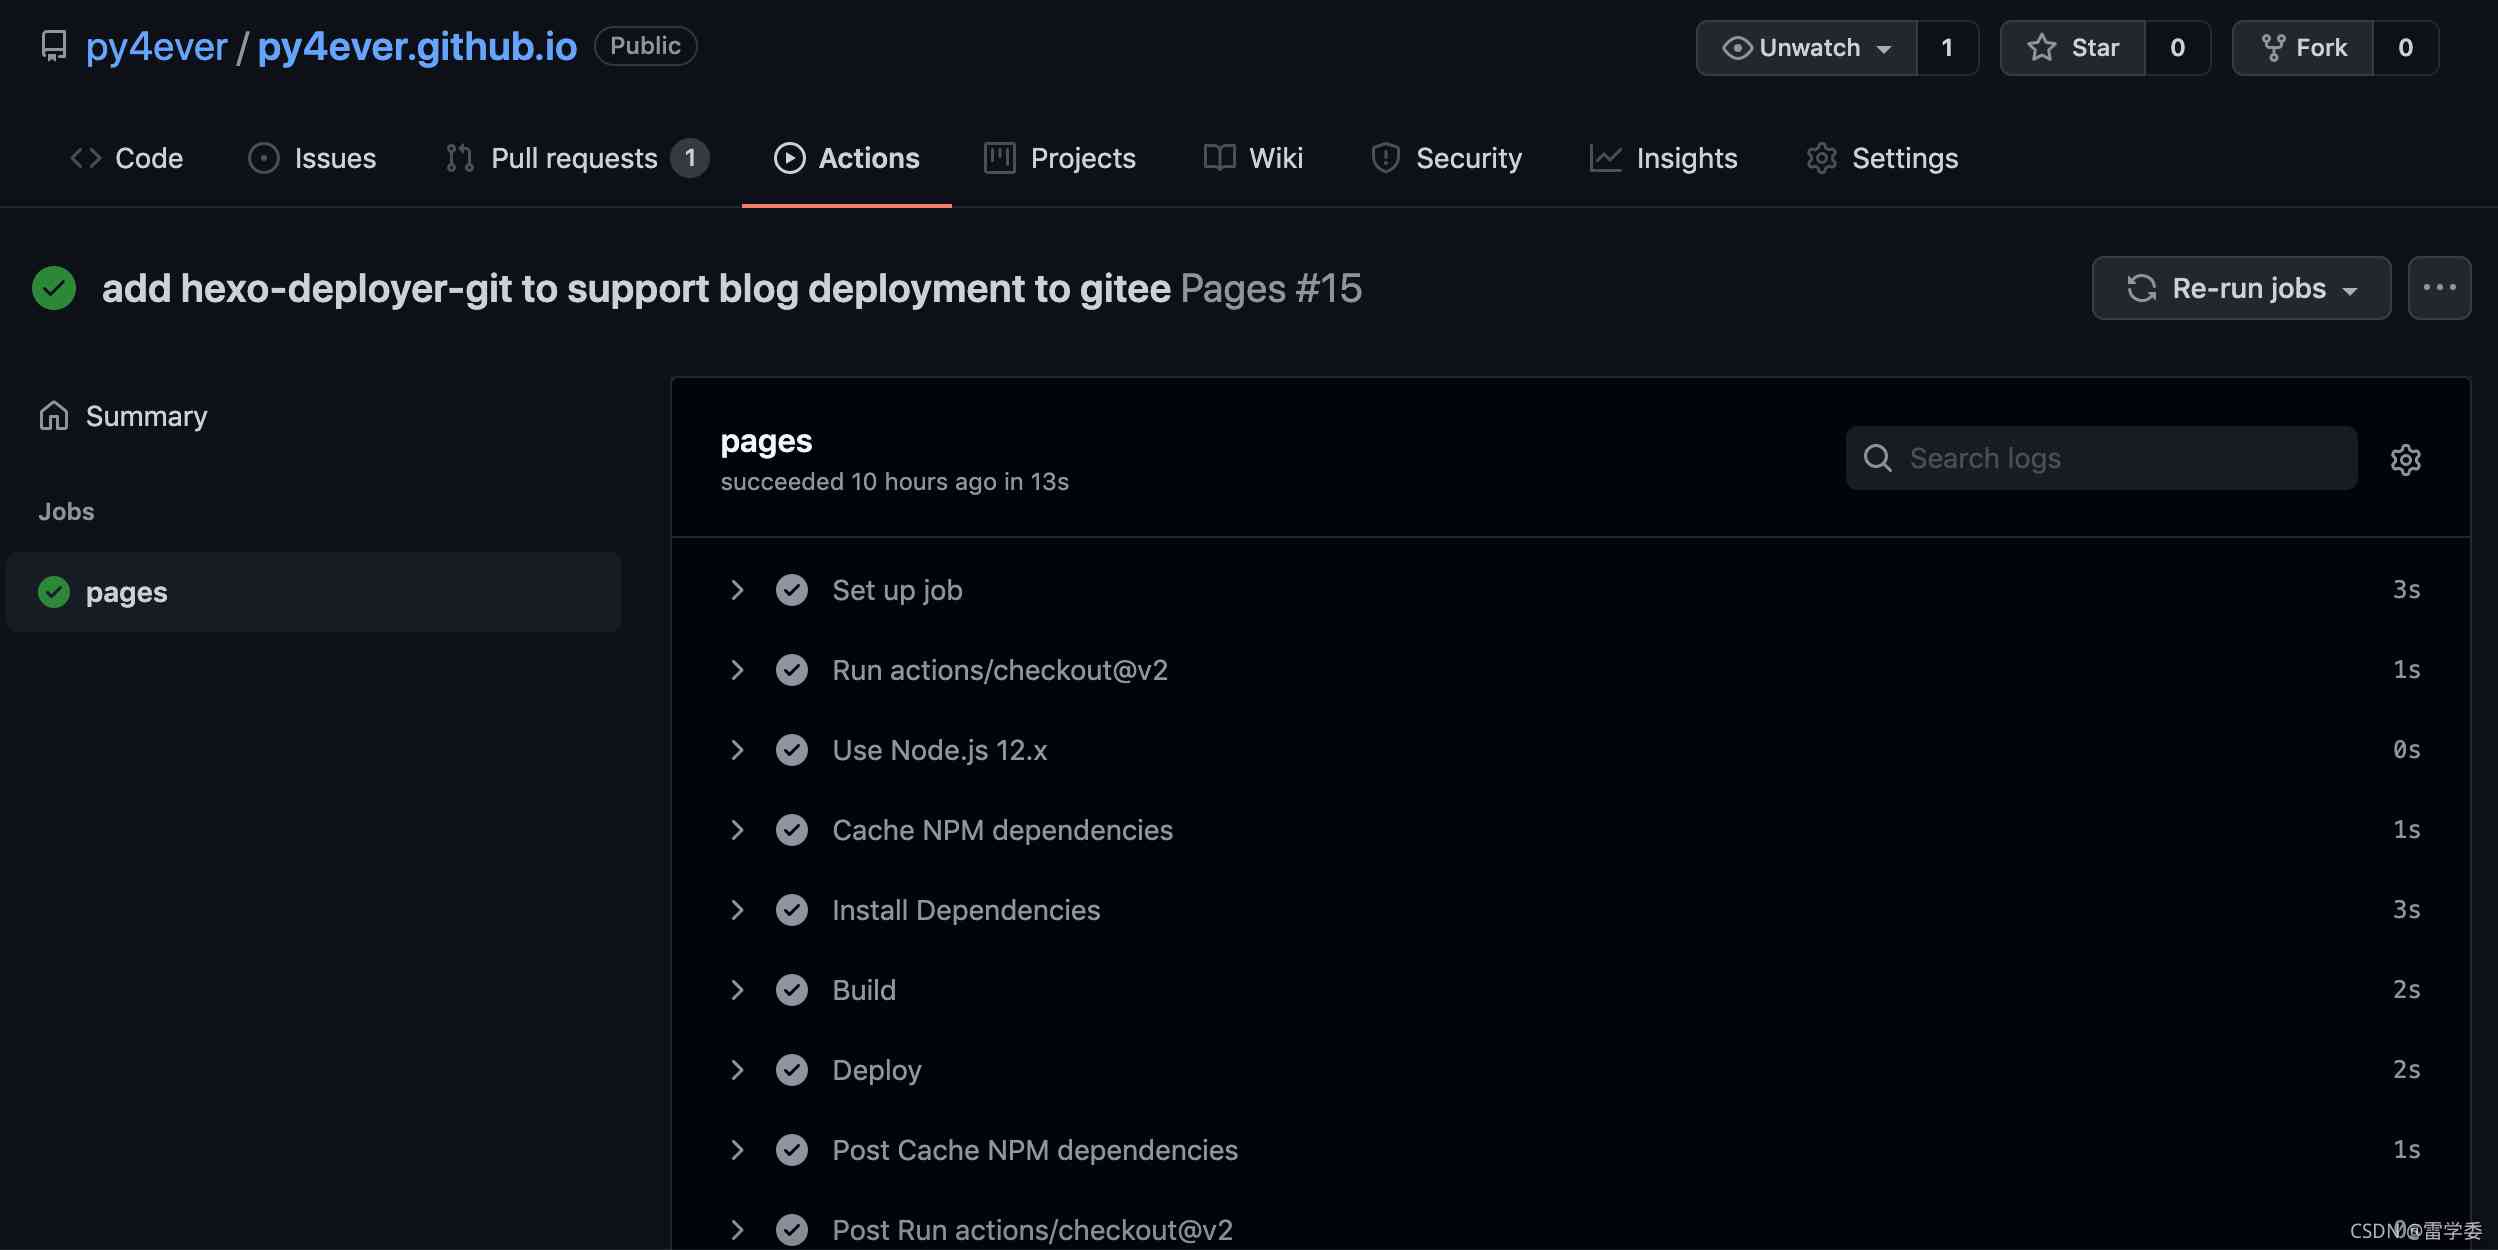 py4ever / py4ever.github.io Public Unwatch 1 Star 0 Fork 0
Code Issues Pull requests 1 Actions Projects Wiki Security Insights Settings
add hexo-deployer-git to support blog deployment to gitee Pages #15 Re-run jobs ...
Summary
Jobs
pages
pages
succeeded 10 hours ago in 13s
Search logs
Set up job 3s
Run actions/checkout@v2 1s
Use Node.js 12.x 0s
Cache NPM dependencies 1s
Install Dependencies 3s
Build 2s
Deploy 2s
Post Cache NPM dependencies 1s
Post Run actions/checkout@v2 0s
CSDN @雷学委